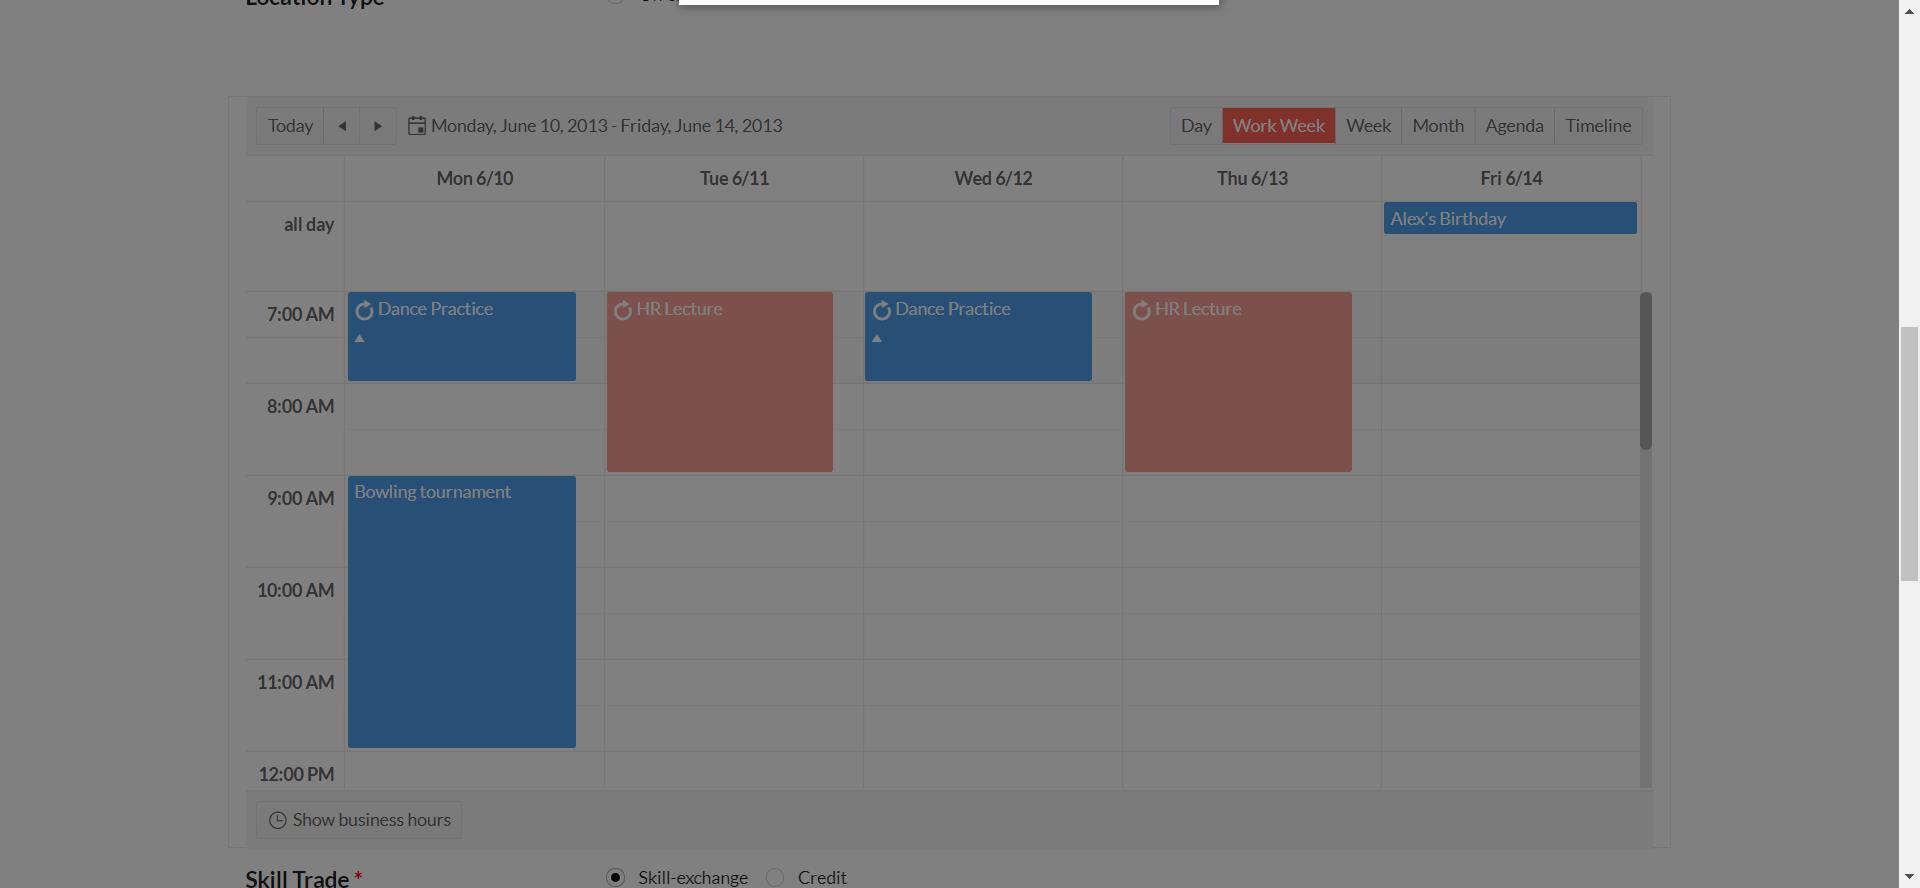 Location Type
Today
Monday, June 10, 2013 - Friday, June 14, 2013
Day Work Week Week Month Agenda Timeline
Mon 6/10 Tue 6/11 Wed 6/12 Thu 6/13 Fri 6/14
all day
Alex's Birthday
7:00 AM
Dance Practice
HR Lecture
Dance Practice
HR Lecture
8:00 AM
9:00 AM
Bowling tournament
10:00 AM
11:00 AM
12:00 PM
Show business hours
Skill Trade *
Skill-exchange Credit